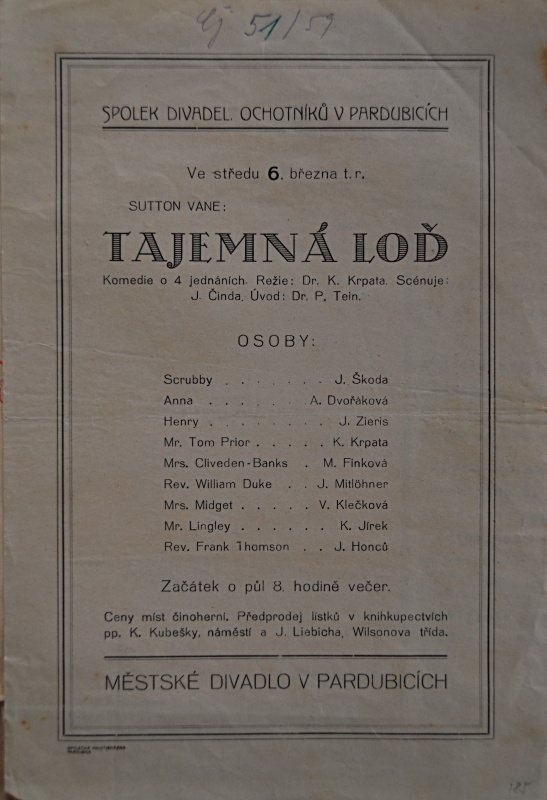 Čj 51/59
SPOLEK DIVADEL. OCHOTNÍKŮ V PARDUBICÍCH
Ve středu 6. března t. r.
SUTTON VANE:
TAJEMNÁ LOĎ
Komedie o 4 jednáních. Režie: Dr. K. Krpata. Scénuje:
J. Činda. Úvod: Dr. P. Tein.
OSOBY:
Scrubby . . . . . . . J. Škoda
Anna . . . . . . . A. Dvořáková
Henry . . . . . . . . J. Zieris
Mr. Tom Prior . . . . . K. Krpata
Mrs. Cliveden-Banks . M. Finková
Rev. William Duke . . J. Mitlöhner
Mrs. Midget . . . . . V. Klečková
Mr. Lingley . . . . . . K. Jírek
Rev. Frank Thomson . . J. Honců
Začátek o půl 8. hodině večer.
Ceny míst činoherní. Předprodej lístků v knihkupectvích
pp. K. Kubešky, náměstí a J. Liebicha, Wilsonova třída.
MĚSTSKÉ DIVADLO V PARDUBICÍCH